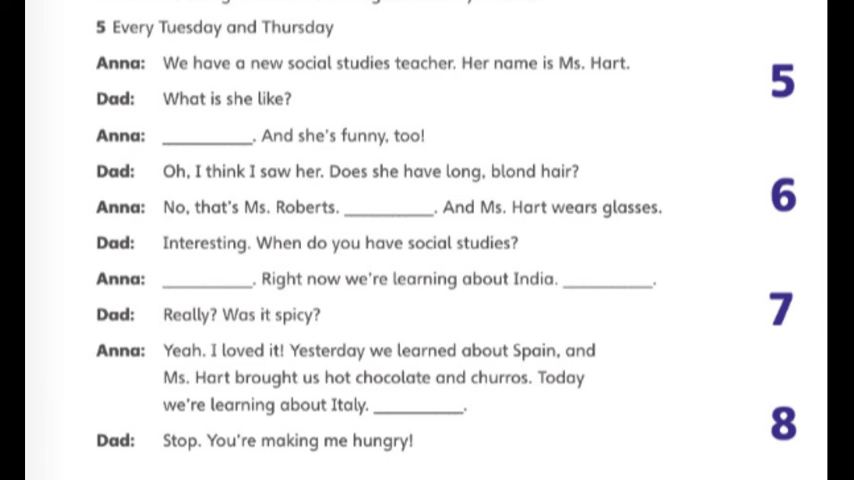 5 Every Tuesday and Thursday
Anna: We have a new social studies teacher. Her name is Ms. Hart.
Dad: What is she like?
Anna: __________. And she's funny, too!
Dad: Oh, I think I saw her. Does she have long, blond hair?
Anna: No, that's Ms. Roberts. __________. And Ms. Hart wears glasses.
Dad: Interesting. When do you have social studies?
Anna: __________. Right now we're learning about India. __________.
Dad: Really? Was it spicy?
Anna: Yeah. I loved it! Yesterday we learned about Spain, and
Ms. Hart brought us hot chocolate and churros. Today
we're learning about Italy. __________.
Dad: Stop. You're making me hungry!
5
6
7
8